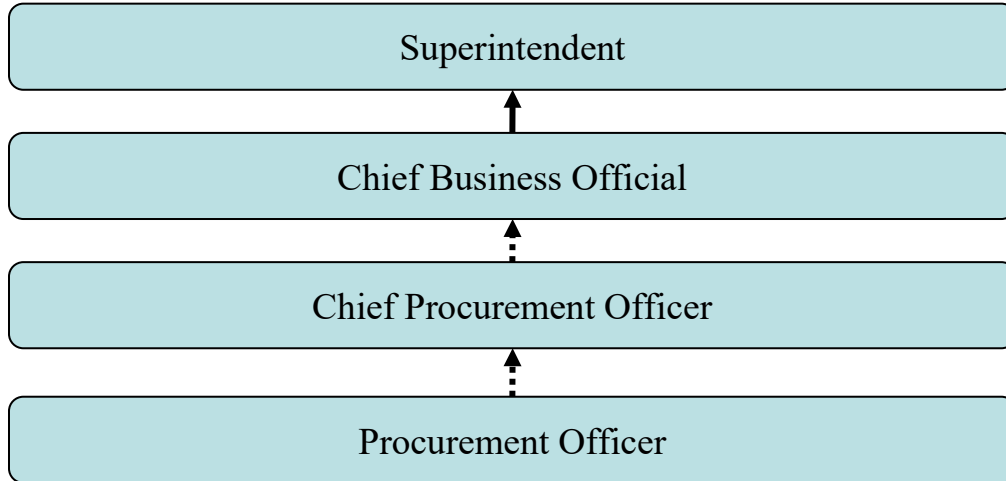 Superintendent
Chief Business Official
Chief Procurement Officer
Procurement Officer